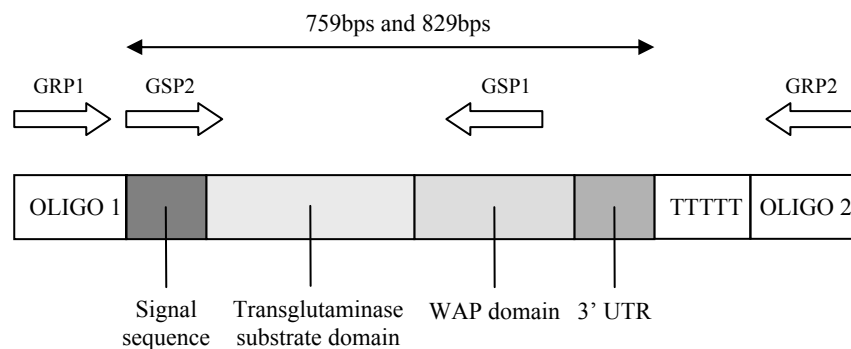 759bps and 829bps
GRP1
GSP2
GSP1
GRP2
OLIGO 1
TTTTT
OLIGO 2
Signal
sequence
Transglutaminase
substrate domain
WAP domain
3’ UTR